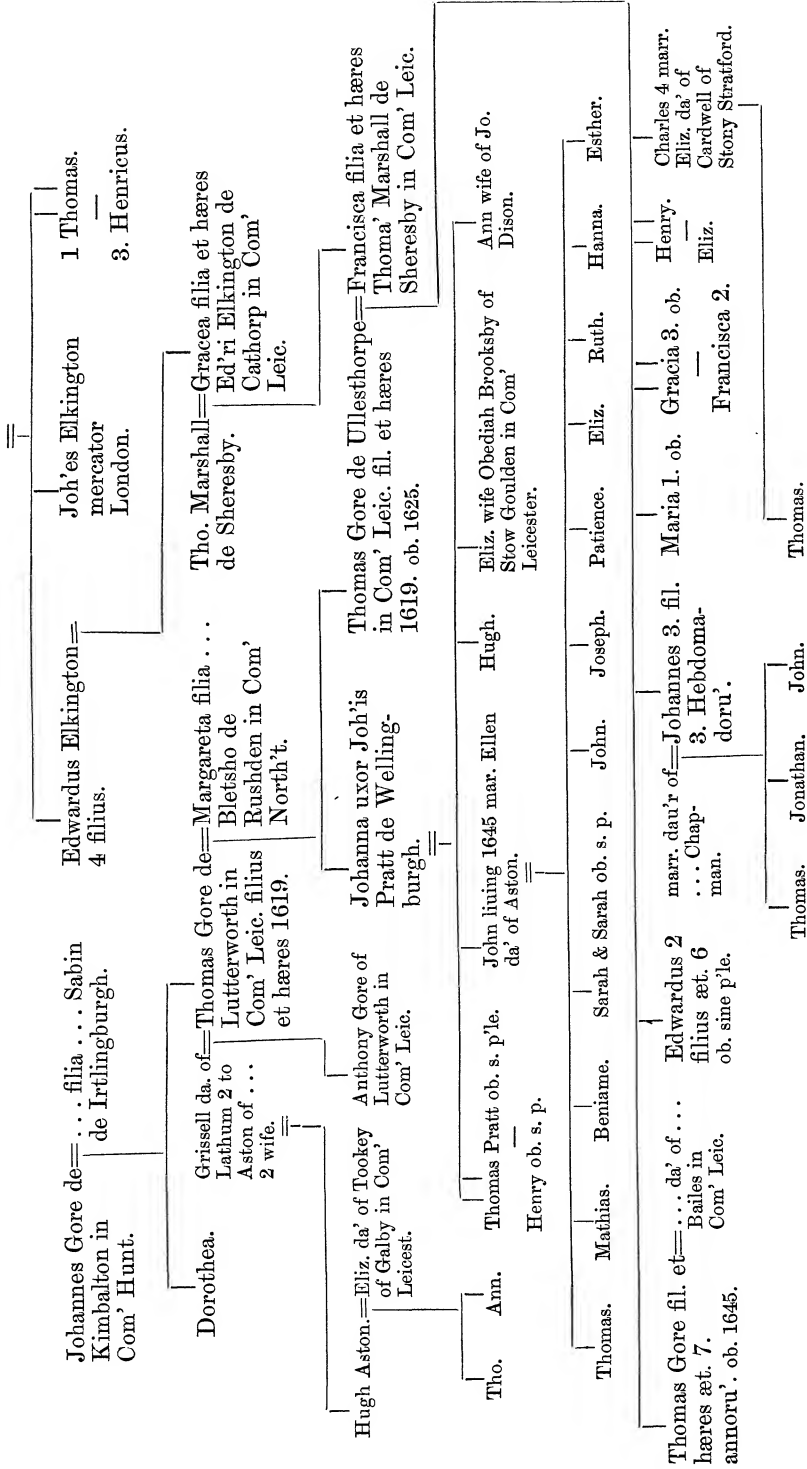 Johannes Gore de=. . . filia . . . Sabin
Kimbalton in
Com' Hunt.
de Irtlingburgh.
Edwardus Elkington=
4 filius.
Joh'es Elkington
mercator
London.
1 Thomas.
—
3. Henricus.
Dorothea.
Grissell da. of=Thomas Gore de=Margareta filia . . .
Lathum 2 to
Aston of . . .
2 wife.
Lutterworth in
Com' Leic. filius
et hæres 1619.
Bletsho de
Rushden in Com'
North't.
Tho. Marshall=Gracea filia et hæres
de Sheresby.
Ed'ri Elkington de
Cathorp in Com'
Leic.
Hugh Aston.=Eliz. da' of Tookey
of Galby in Com'
Leicest.
Anthony Gore of
Lutterworth in
Com' Leic.
Johanna uxor Joh'is
Pratt de Welling-
burgh.
Thomas Gore de Ullesthorpe=Francisca filia et hæres
in Com' Leic. fil. et hæres
1619. ob. 1625.
Thoma' Marshall de
Sheresby in Com' Leic.
Tho.
Ann.
Thomas Pratt ob. s. p'le.
—
Henry ob. s. p.
John liuing 1645 mar. Ellen
da' of Aston.
Hugh.
Eliz. wife Obediah Brooksby of
Stow Goulden in Com'
Leicester.
Ann wife of Jo.
Dison.
Thomas.
Mathias.
Beniame.
Sarah & Sarah ob. s. p.
John.
Joseph.
Patience.
Eliz.
Ruth.
Hanna.
Esther.
Thomas Gore fil. et=. . . da' of . . .
hæres æt. 7.
annoru'. ob. 1645.
Bailes in
Com' Leic.
Edwardus 2
filius æt. 6
ob. sine p'le.
marr. dau'r of=Johannes 3. fil.
. . . Chap-
man.
3. Hebdoma-
doru'.
Maria 1. ob.
Gracia 3. ob.
—
Francisca 2.
Henry.
—
Eliz.
Charles 4 marr.
Eliz. da' of
Cardwell of
Stony Stratford.
Thomas.
Jonathan.
John.
Thomas.